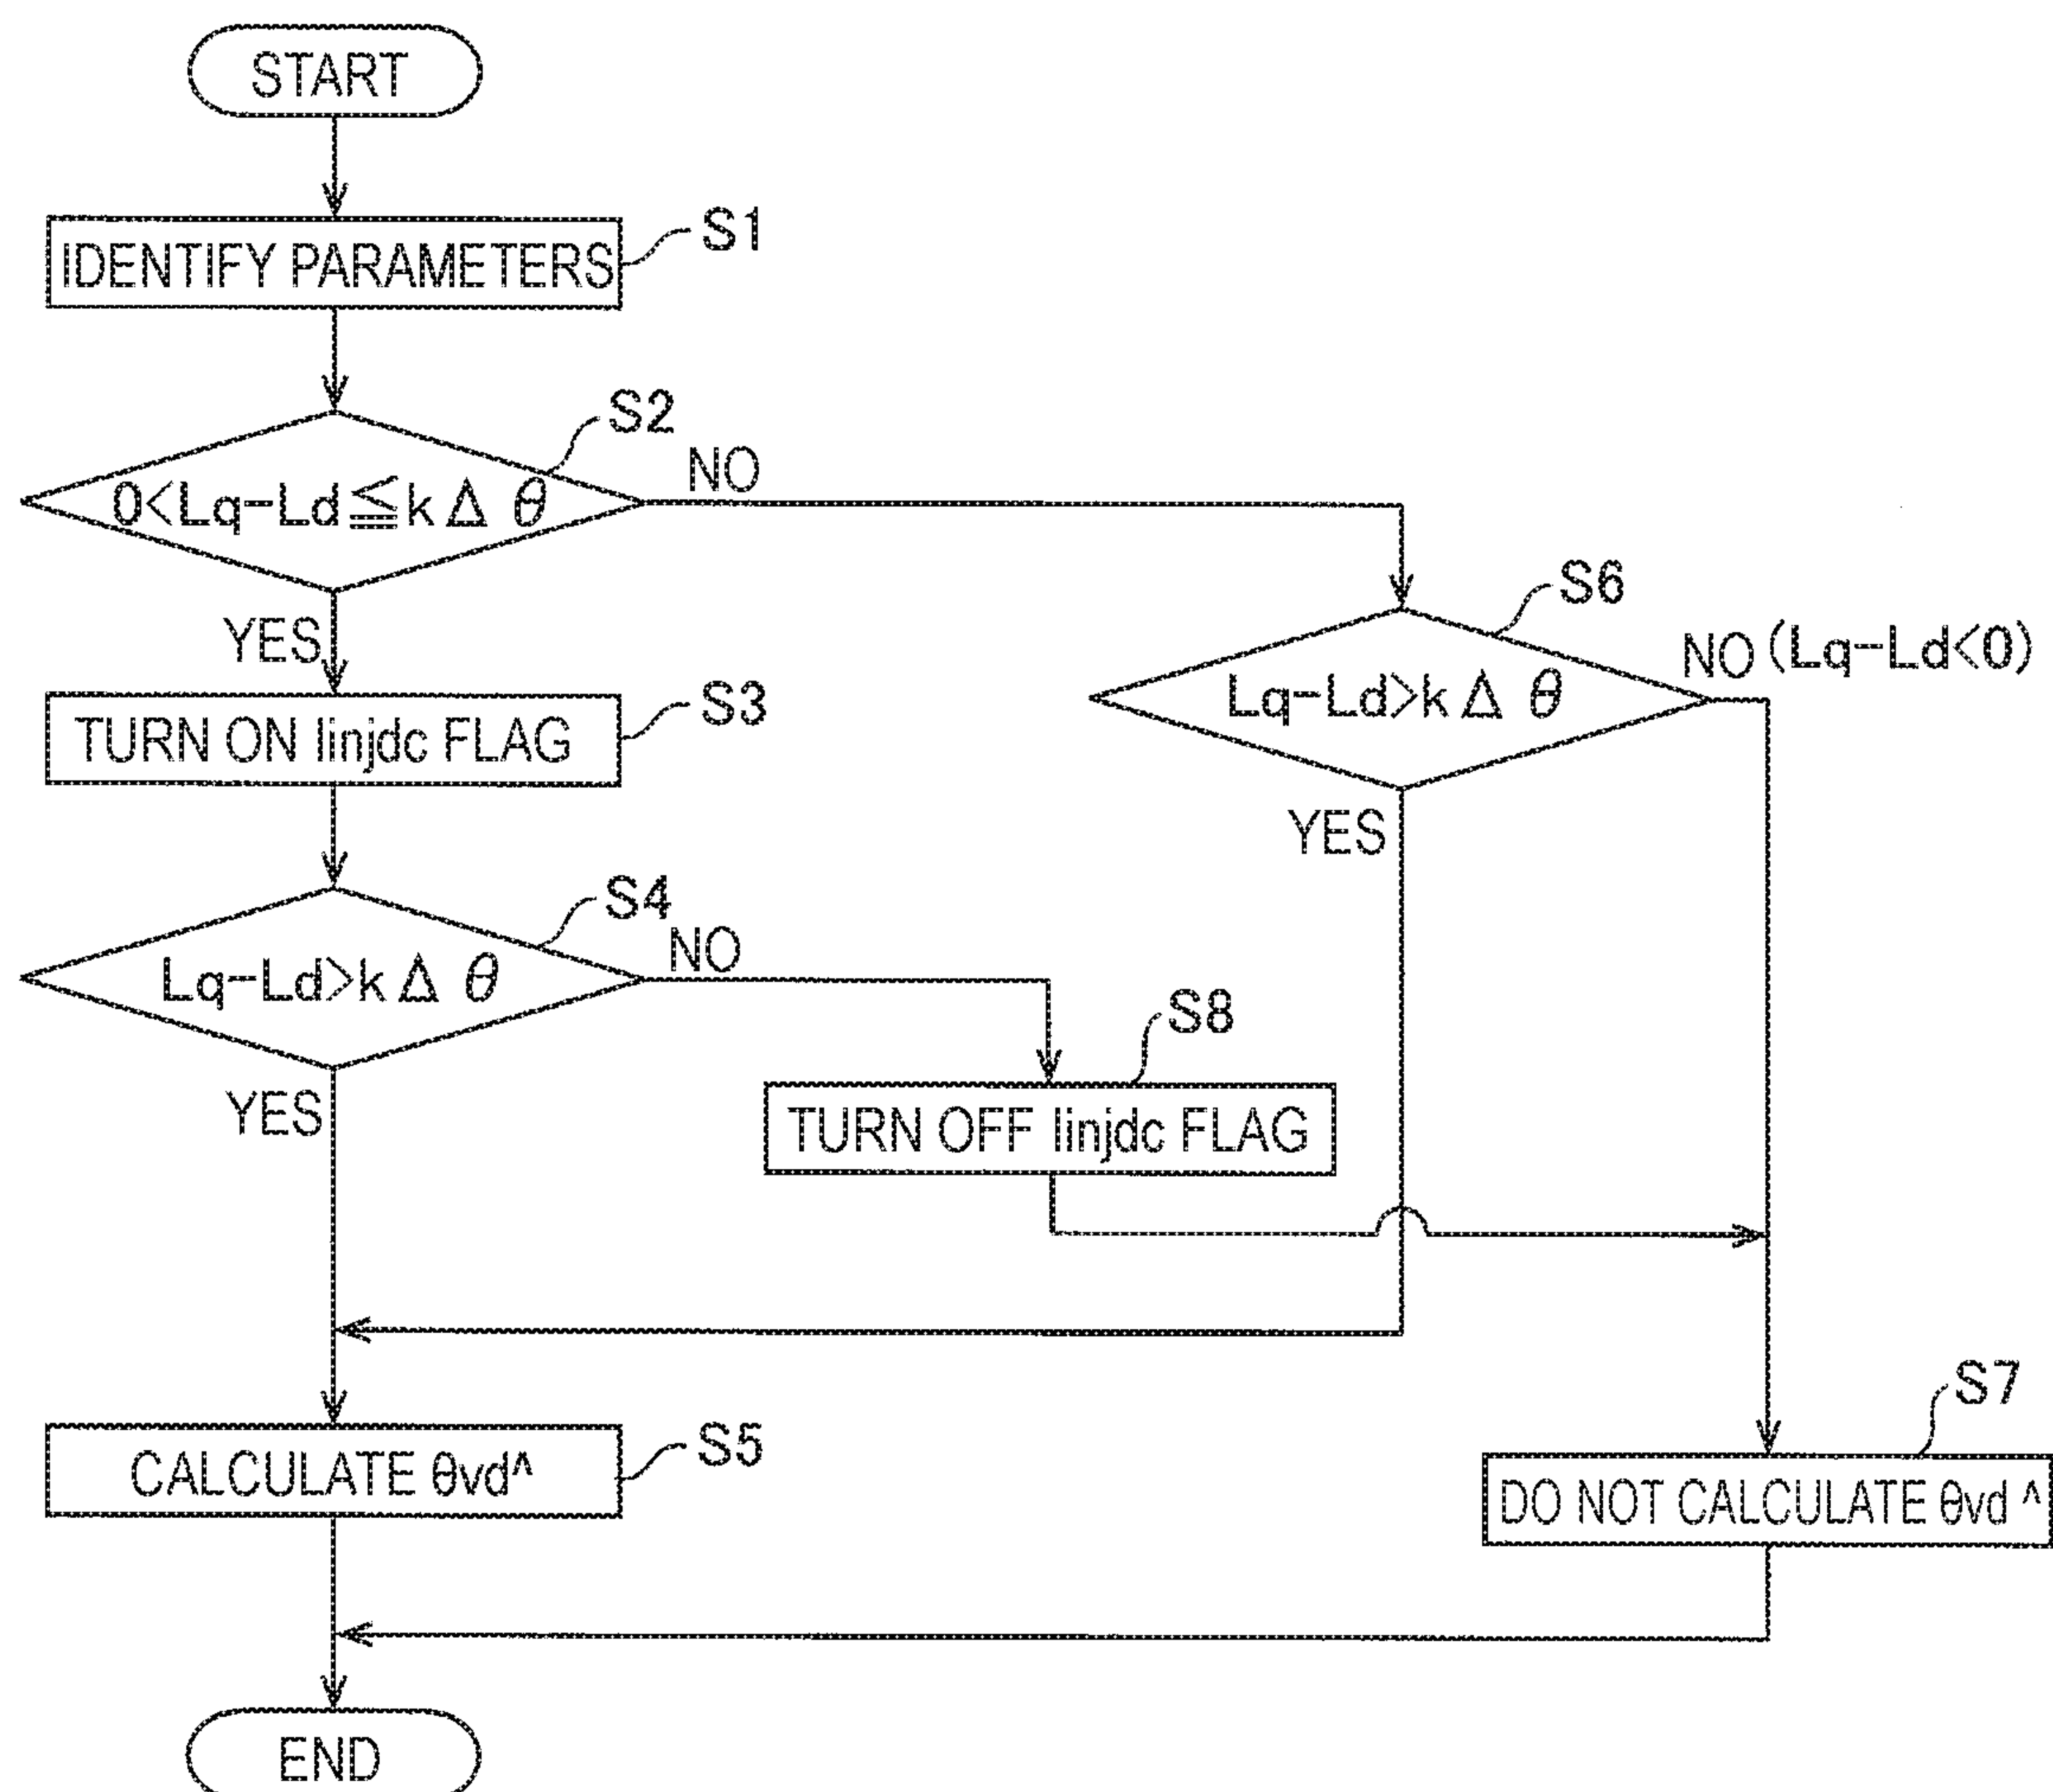 START
IDENTIFY PARAMETERS
S1
0<Lq-Ld≦kΔθ
S2
NO
YES
TURN ON Iinjdc FLAG
S3
Lq-Ld>kΔθ
S6
NO (Lq-Ld<0)
YES
Lq-Ld>kΔθ
S4
NO
YES
TURN OFF Iinjdc FLAG
S8
CALCULATE θvd^
S5
DO NOT CALCULATE θvd ^
S7
END